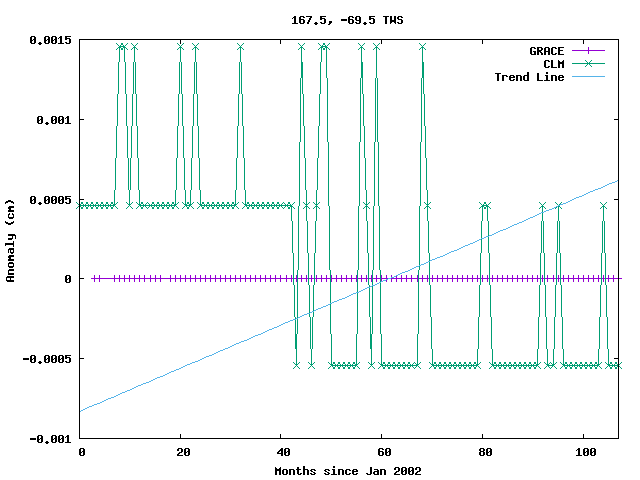 167.5, -69.5 TWS
GRACE
CLM
Trend Line
Anomaly (cm)
0.0015
0.001
0.0005
0
-0.0005
-0.001
0 20 40 60 80 100
Months since Jan 2002